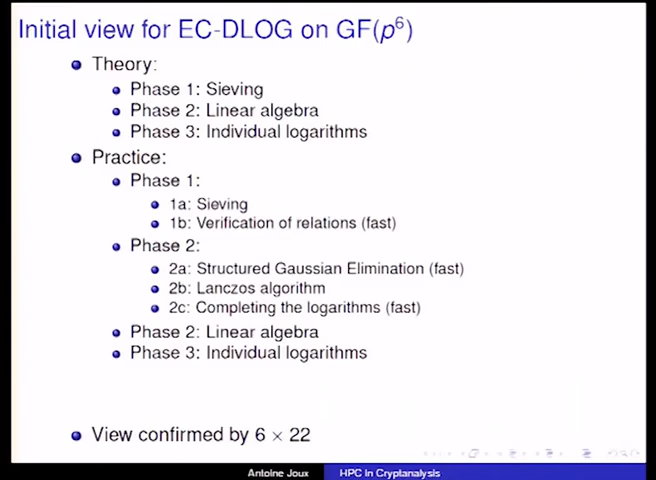 Initial view for EC-DLOG on GF(p⁶)
Theory:
Phase 1: Sieving
Phase 2: Linear algebra
Phase 3: Individual logarithms
Practice:
Phase 1:
1a: Sieving
1b: Verification of relations (fast)
Phase 2:
2a: Structured Gaussian Elimination (fast)
2b: Lanczos algorithm
2c: Completing the logarithms (fast)
Phase 2: Linear algebra
Phase 3: Individual logarithms
View confirmed by 6 × 22
Antoine Joux HPC in Cryptanalysis